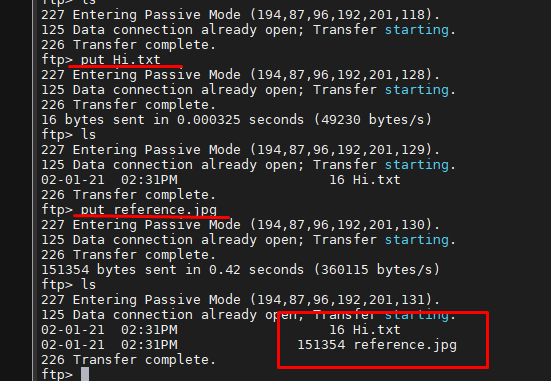 ftp> ls
227 Entering Passive Mode (194,87,96,192,201,118).
125 Data connection already open; Transfer starting.
226 Transfer complete.
ftp> put Hi.txt
227 Entering Passive Mode (194,87,96,192,201,128).
125 Data connection already open; Transfer starting.
226 Transfer complete.
16 bytes sent in 0.000325 seconds (49230 bytes/s)
ftp> ls
227 Entering Passive Mode (194,87,96,192,201,129).
125 Data connection already open; Transfer starting.
02-01-21  02:31PM                   16 Hi.txt
226 Transfer complete.
ftp> put reference.jpg
227 Entering Passive Mode (194,87,96,192,201,130).
125 Data connection already open; Transfer starting.
226 Transfer complete.
151354 bytes sent in 0.42 seconds (360115 bytes/s)
ftp> ls
227 Entering Passive Mode (194,87,96,192,201,131).
125 Data connection already open; Transfer starting.
02-01-21  02:31PM                   16 Hi.txt
02-01-21  02:31PM               151354 reference.jpg
226 Transfer complete.
ftp>